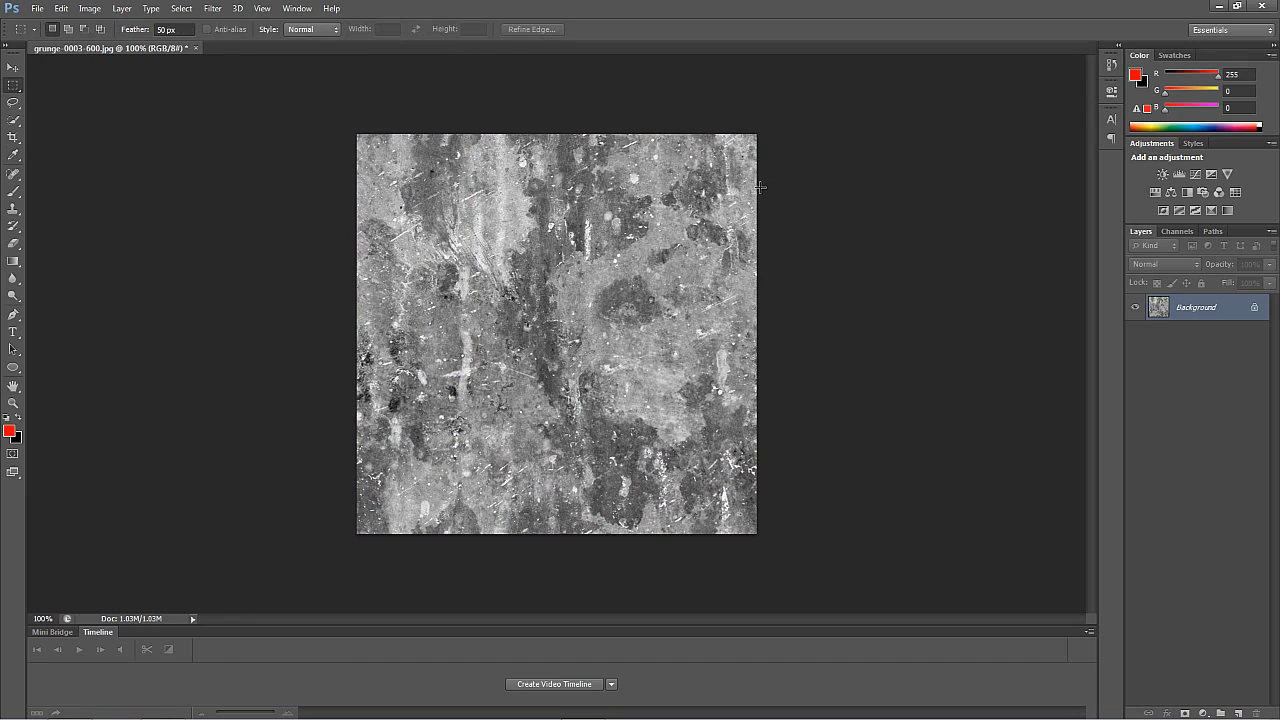 Ps File Edit Image Layer Type Select Filter 3D View Window Help
Feather: 50 px Anti-alias Style: Normal Width: Height: Refine Edge... Essentials
grunge-0003-600.jpg @ 100% (RGB/8#) * ×
Color Swatches
R 255
G 0
B 0
Adjustments Styles
Add an adjustment
Layers Channels Paths
Kind
Normal Opacity: 100%
Lock: Fill: 100%
Background
100% Doc: 1.03M/1.03M
Mini Bridge Timeline
Create Video Timeline